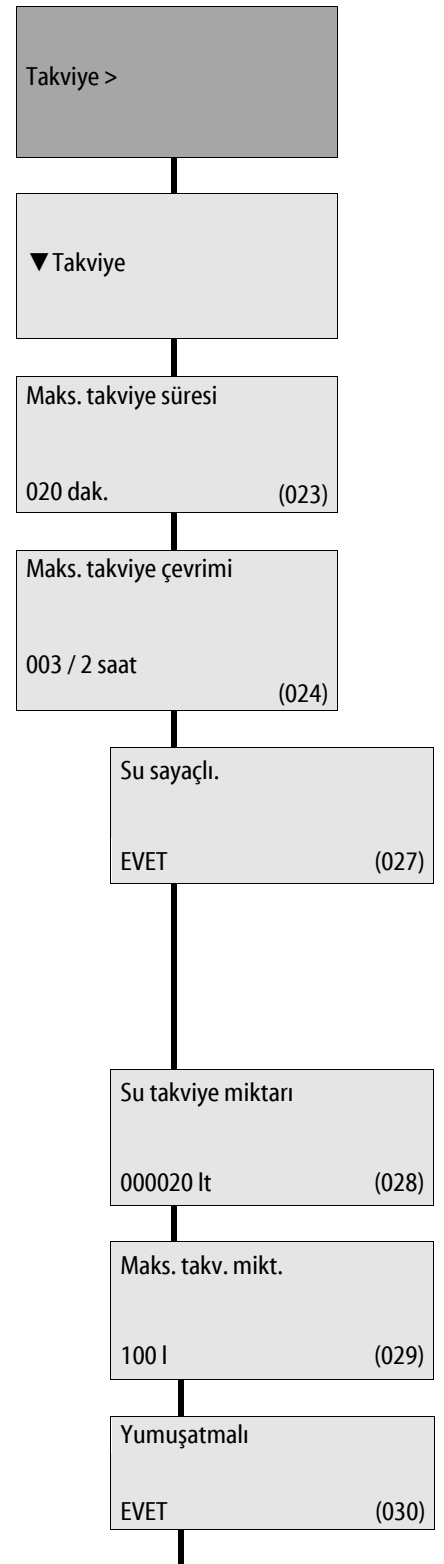 Takviye >
▼Takviye
Maks. takviye süresi
020 dak. (023)
Maks. takviye çevrimi
003 / 2 saat
(024)
Su sayaçlı.
EVET (027)
Su takviye miktarı
000020 lt (028)
Maks. takv. mikt.
100 l (029)
Yumuşatmalı
EVET (030)